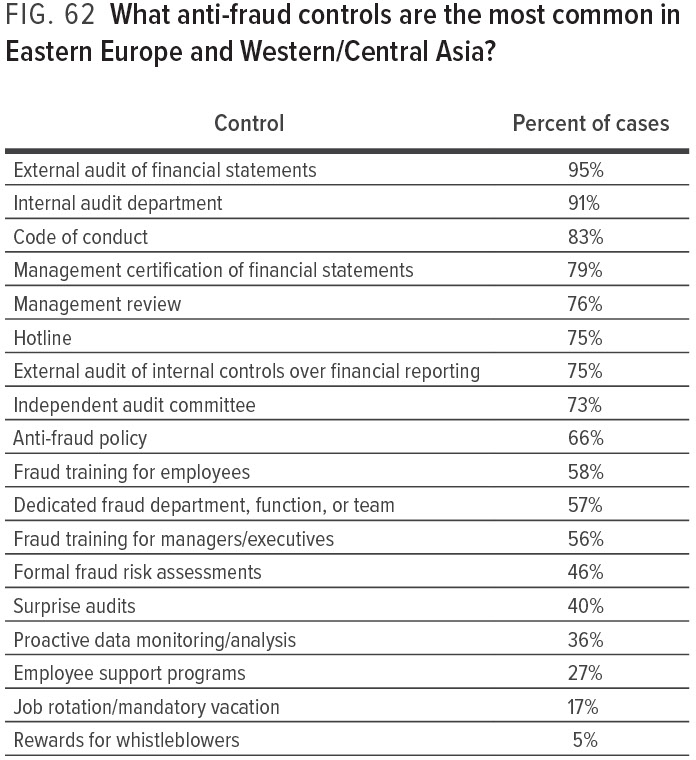 FIG. 62 What anti-fraud controls are the most common in
Eastern Europe and Western/Central Asia?
Control Percent of cases
External audit of financial statements 95%
Internal audit department 91%
Code of conduct 83%
Management certification of financial statements 79%
Management review 76%
Hotline 75%
External audit of internal controls over financial reporting 75%
Independent audit committee 73%
Anti-fraud policy 66%
Fraud training for employees 58%
Dedicated fraud department, function, or team 57%
Fraud training for managers/executives 56%
Formal fraud risk assessments 46%
Surprise audits 40%
Proactive data monitoring/analysis 36%
Employee support programs 27%
Job rotation/mandatory vacation 17%
Rewards for whistleblowers 5%